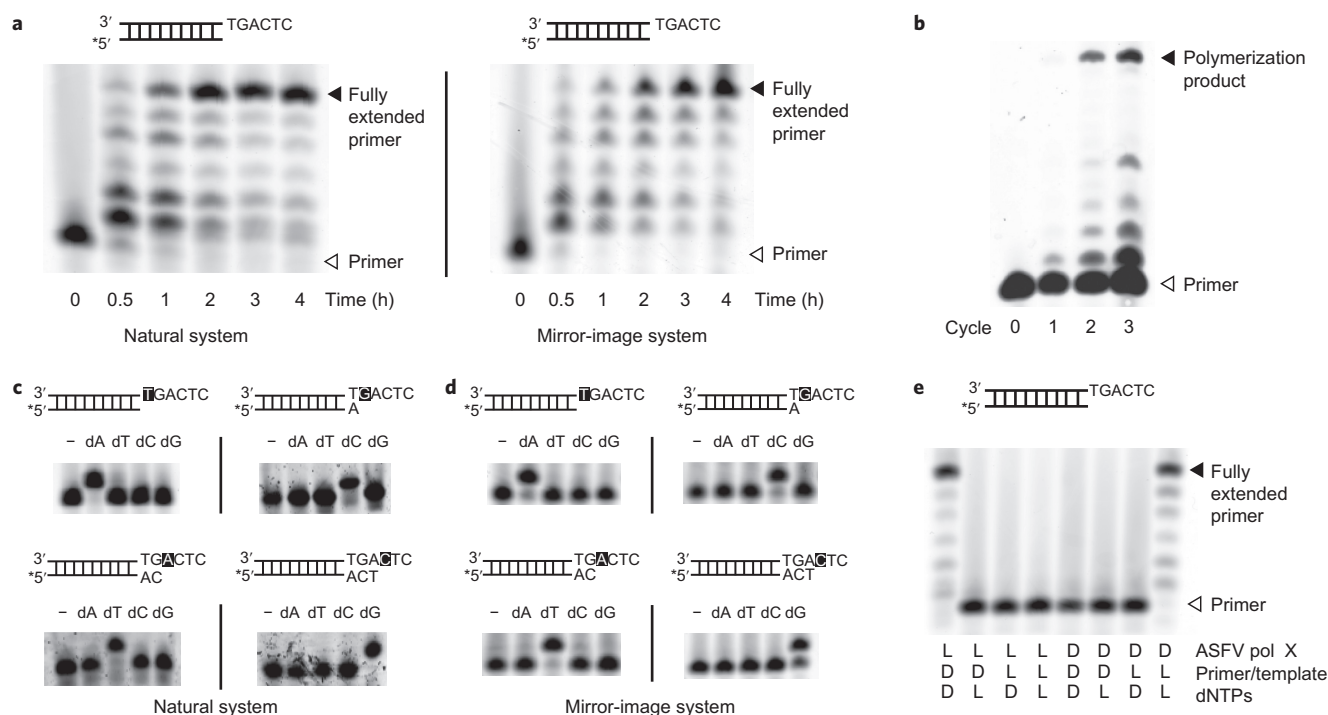 a
3′ TGACTC
*5′
Fully
extended
primer
Primer
0 0.5 1 2 3 4 Time (h)
Natural system
3′ TGACTC
*5′
Fully
extended
primer
Primer
0 0.5 1 2 3 4 Time (h)
Mirror-image system
b
Polymerization
product
Primer
Cycle 0 1 2 3
c
3′ TGACTC
*5′
– dA dT dC dG
3′ TGACTC
*5′ A
– dA dT dC dG
3′ TGACTC
*5′ AC
– dA dT dC dG
3′ TGACTC
*5′ ACT
– dA dT dC dG
Natural system
d
3′ TGACTC
*5′
– dA dT dC dG
3′ TGACTC
*5′ A
– dA dT dC dG
3′ TGACTC
*5′ AC
– dA dT dC dG
3′ TGACTC
*5′ ACT
– dA dT dC dG
Mirror-image system
e
3′ TGACTC
*5′
Fully
extended
primer
Primer
L L L L D D D D ASFV pol X
D D L L D D L L Primer/template
D L D L D L D L dNTPs